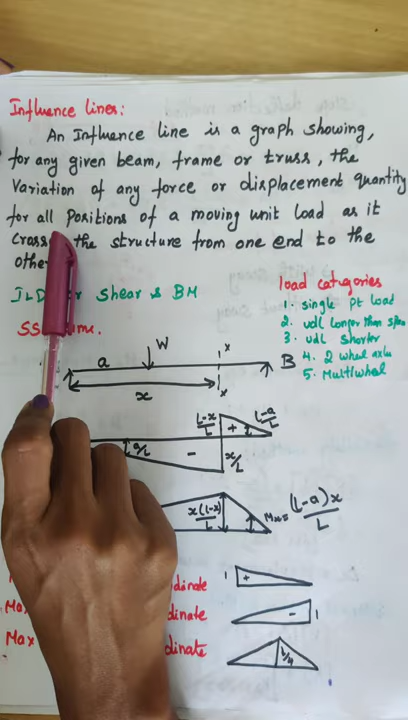 Influence lines:
An Influence line is a graph showing,
for any given beam, frame or truss, the
Variation of any force or displacement quantity
for all positions of a moving unit load as it
the structure from one end to the
Shear & BM
load catigories
1. single pt load
2. udl longer than span
3. udl shorter
4. 2 wheel axle
5. Multiwheel
W
x
a
B
x
x
L-x/L
+
L-a/L
a/L
-
x/L
x(L-x)/L
Mx= (L-a)x/L
dinate
1
+
Max
dinate
-
1
Max
dinate
L/4